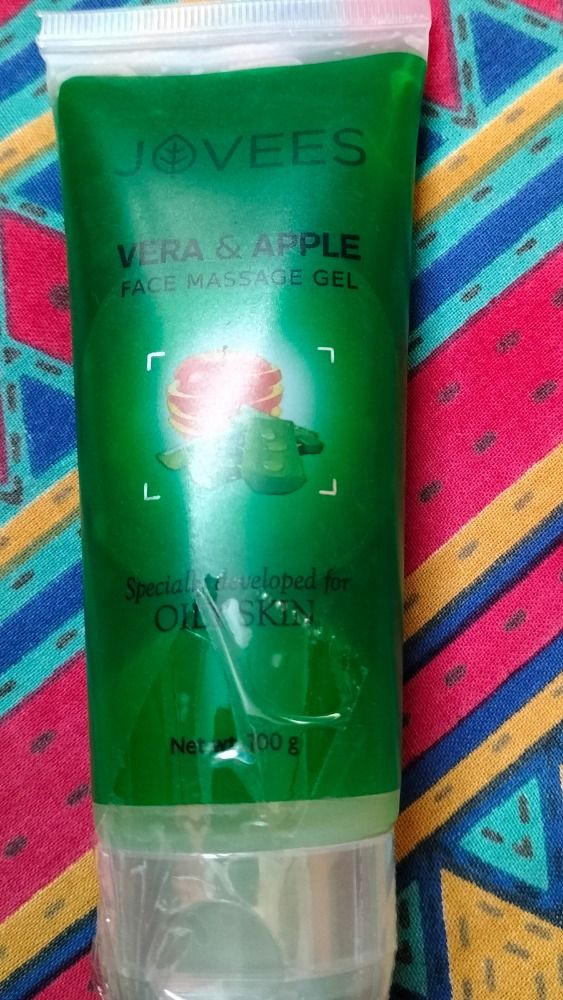 JOVEES
VERA & APPLE
FACE MASSAGE GEL
Specially developed for
OILY SKIN
Net wt. 100 g